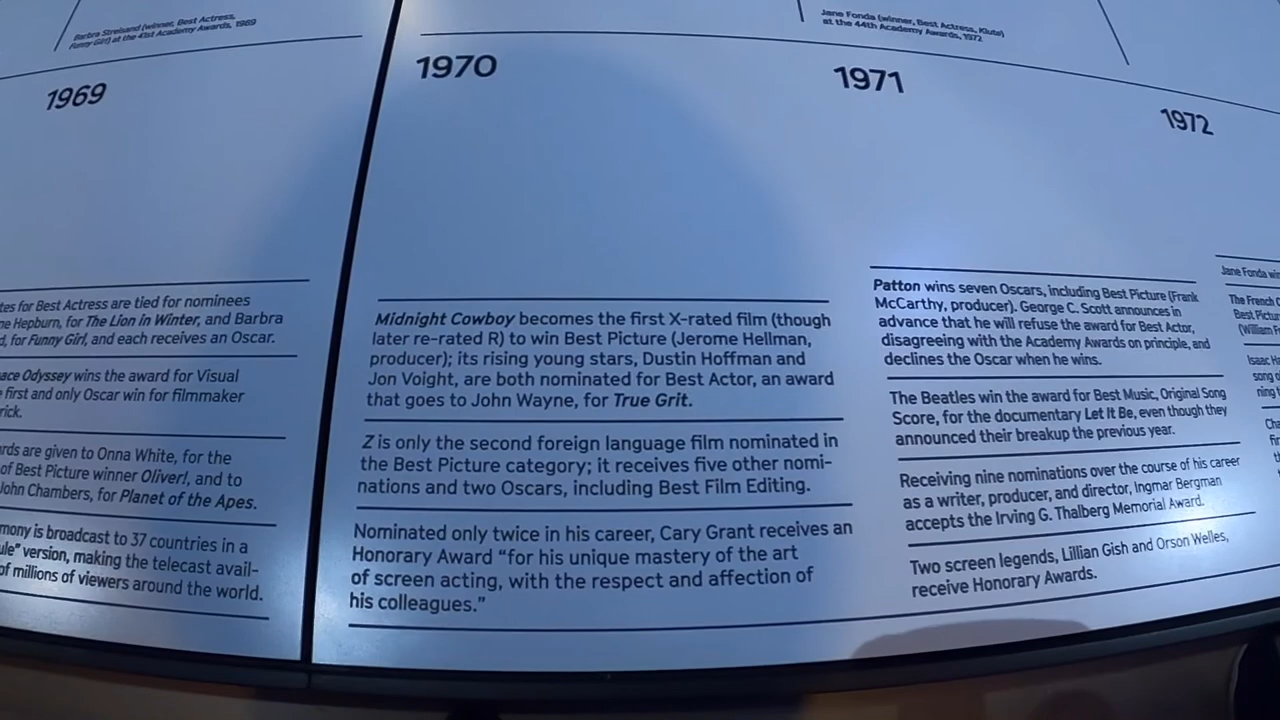 Barbra Streisand (winner, Best Actress,
Funny Girl) at the 41st Academy Awards, 1969
1969
tes for Best Actress are tied for nominees
ne Hepburn, for The Lion in Winter, and Barbra
d, for Funny Girl, and each receives an Oscar.
ace Odyssey wins the award for Visual
e first and only Oscar win for filmmaker
rick.
rds are given to Onna White, for the
of Best Picture winner Oliver!, and to
John Chambers, for Planet of the Apes.
mony is broadcast to 37 countries in a
ule" version, making the telecast avail-
of millions of viewers around the world.
1970
Midnight Cowboy becomes the first X-rated film (though
later re-rated R) to win Best Picture (Jerome Hellman,
producer); its rising young stars, Dustin Hoffman and
Jon Voight, are both nominated for Best Actor, an award
that goes to John Wayne, for True Grit.
Z is only the second foreign language film nominated in
the Best Picture category; it receives five other nomi-
nations and two Oscars, including Best Film Editing.
Nominated only twice in his career, Cary Grant receives an
Honorary Award "for his unique mastery of the art
of screen acting, with the respect and affection of
his colleagues."
Jane Fonda (winner, Best Actress, Klute)
at the 44th Academy Awards, 1972
1971
Patton wins seven Oscars, including Best Picture (Frank
McCarthy, producer). George C. Scott announces in
advance that he will refuse the award for Best Actor,
disagreeing with the Academy Awards on principle, and
declines the Oscar when he wins.
The Beatles win the award for Best Music, Original Song
Score, for the documentary Let It Be, even though they
announced their breakup the previous year.
Receiving nine nominations over the course of his career
as a writer, producer, and director, Ingmar Bergman
accepts the Irving G. Thalberg Memorial Award.
Two screen legends, Lillian Gish and Orson Welles,
receive Honorary Awards.
1972
Jane Fonda win
The French C
Best Pictur
(William F
Isaac Ha
song o
ning t
Cha
fir